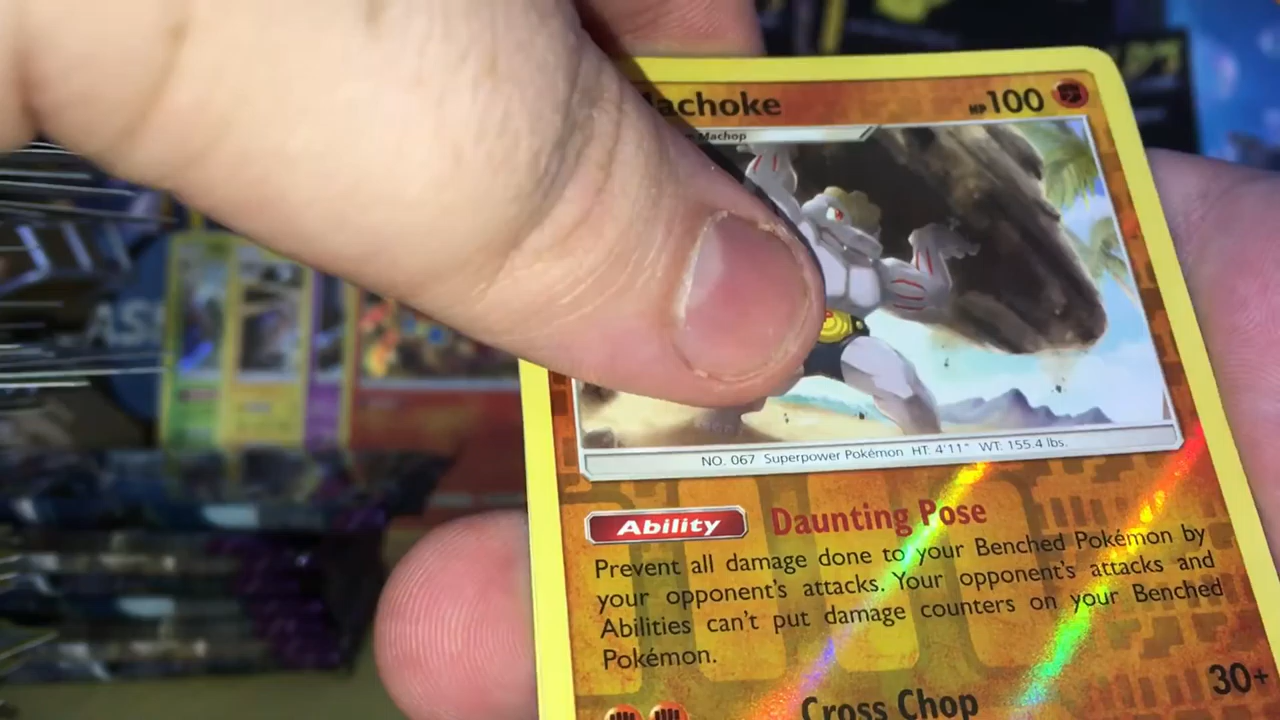 achoke HP 100
Machop
NO. 067 Superpower Pokémon HT: 4'11" WT: 155.4 lbs.
Ability Daunting Pose
Prevent all damage done to your Benched Pokémon by
your opponent's attacks. Your opponent's attacks and
Abilities can't put damage counters on your Benched
Pokémon.
Cross Chop 30+